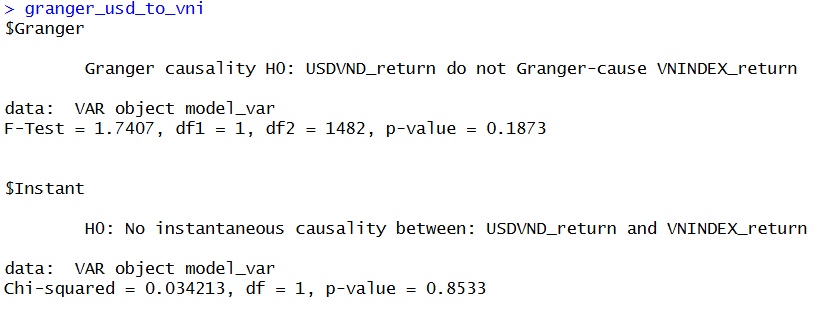 > granger_usd_to_vni
$Granger
Granger causality H0: USDVND_return do not Granger-cause VNINDEX_return
data:  VAR object model_var
F-Test = 1.7407, df1 = 1, df2 = 1482, p-value = 0.1873
$Instant
H0: No instantaneous causality between: USDVND_return and VNINDEX_return
data:  VAR object model_var
Chi-squared = 0.034213, df = 1, p-value = 0.8533